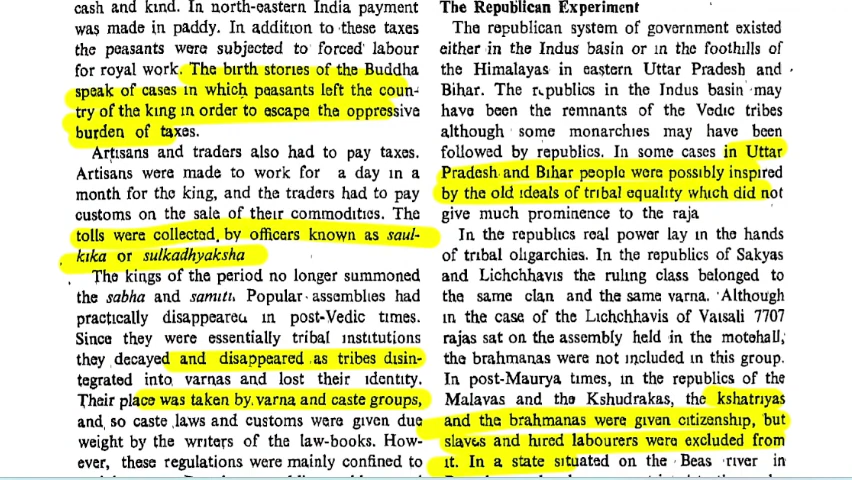 cash and kind. In north-eastern India payment
was made in paddy. In addition to these taxes
the peasants were subjected to forced labour
for royal work. The birth stories of the Buddha
speak of cases in which peasants left the coun-
try of the king in order to escape the oppressive
burden of taxes.
Artisans and traders also had to pay taxes.
Artisans were made to work for a day in a
month for the king, and the traders had to pay
customs on the sale of their commodities. The
tolls were collected by officers known as saul-
kika or sulkadhyaksha
The kings of the period no longer summoned
the sabha and samiti. Popular assemblies had
practically disappeared in post-Vedic times.
Since they were essentially tribal institutions
they decayed and disappeared as tribes disin-
tegrated into varnas and lost their identity.
Their place was taken by varna and caste groups,
and, so caste laws and customs were given due
weight by the writers of the law-books. How-
ever, these regulations were mainly confined to
The Republican Experiment
The republican system of government existed
either in the Indus basin or in the foothills of
the Himalayas in eastern Uttar Pradesh and
Bihar. The republics in the Indus basin may
have been the remnants of the Vedic tribes
although some monarchies may have been
followed by republics. In some cases in Uttar
Pradesh and Bihar people were possibly inspired
by the old ideals of tribal equality which did not
give much prominence to the raja
In the republics real power lay in the hands
of tribal oligarchies. In the republics of Sakyas
and Lichchhavis the ruling class belonged to
the same clan and the same varna. Although
in the case of the Lichchhavis of Vaisali 7707
rajas sat on the assembly held in the motehall,
the brahmanas were not included in this group.
In post-Maurya times, in the republics of the
Malavas and the Kshudrakas, the kshatriyas
and the brahmanas were given citizenship, but
slaves and hired labourers were excluded from
it. In a state situated on the Beas river in